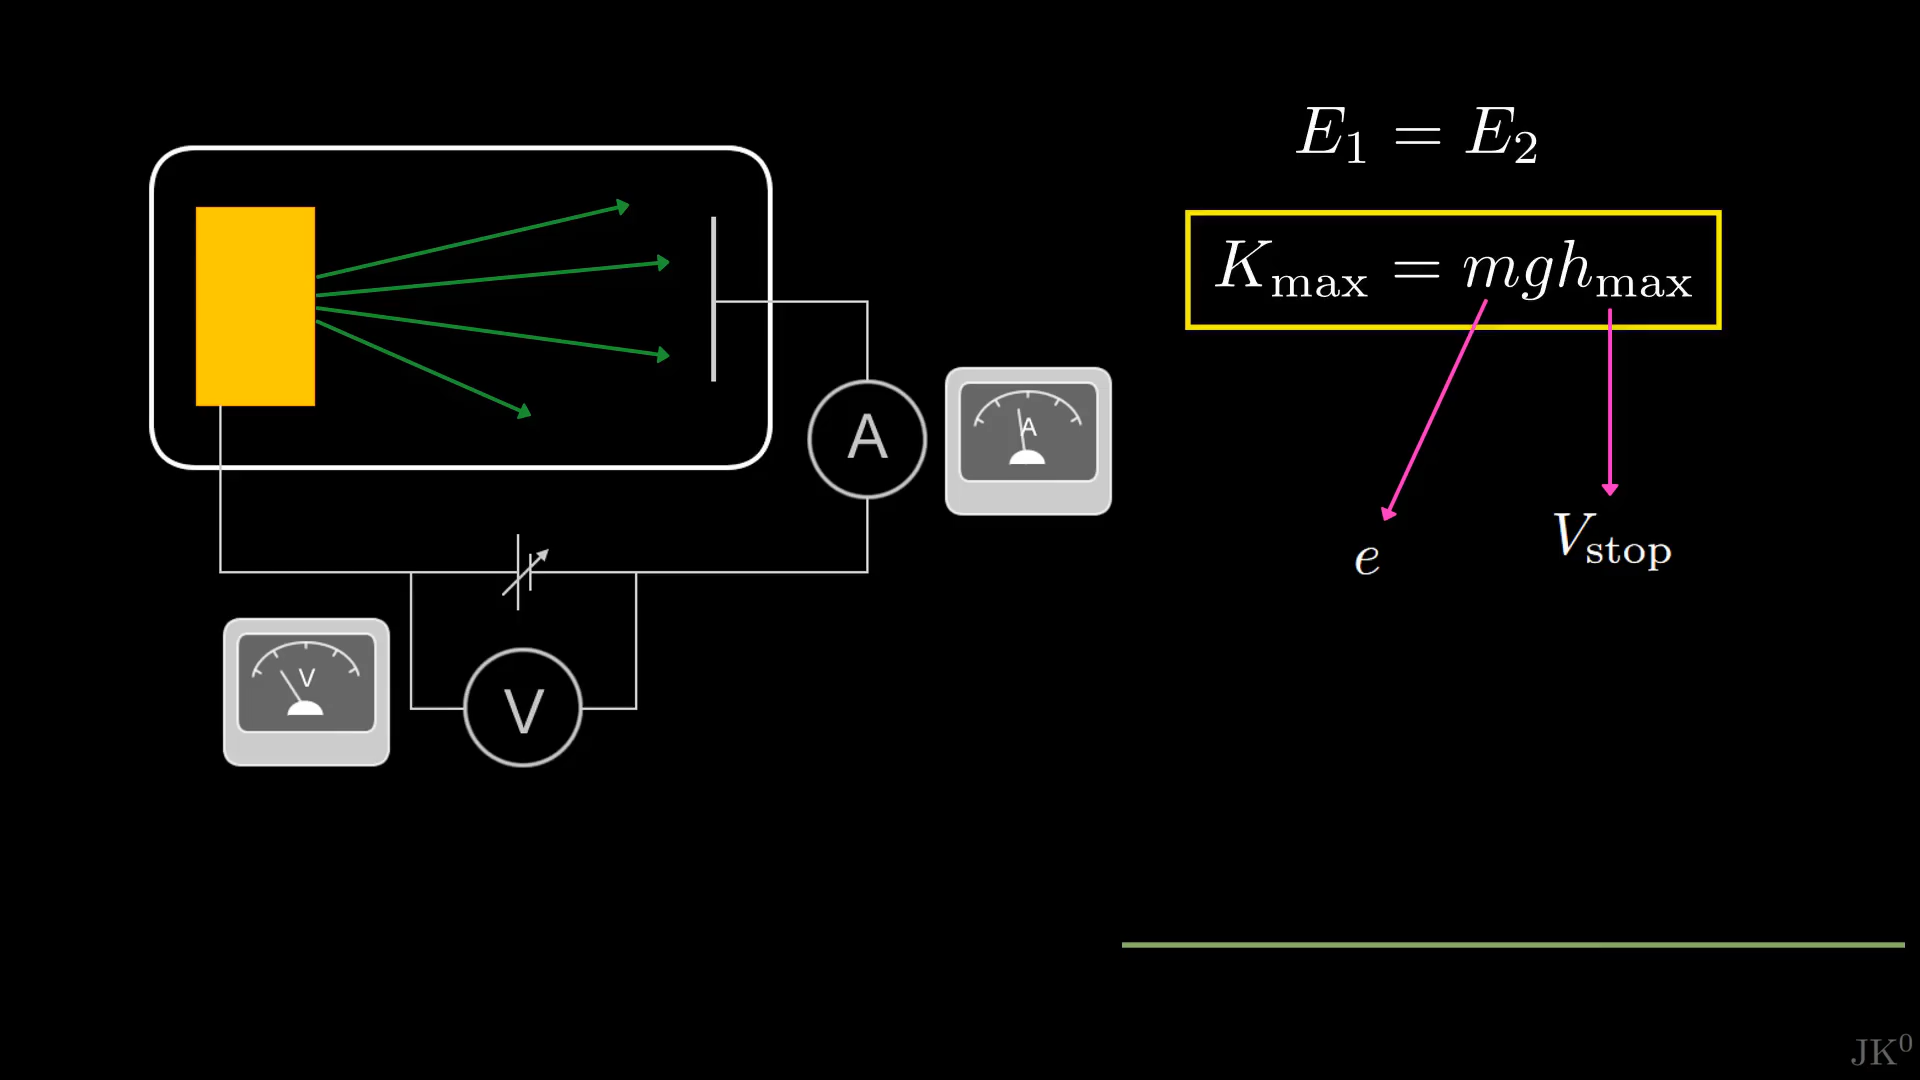 E₁ = E₂
K_max = mgh_max
A
A
e
V_stop
V
V
JK⁰